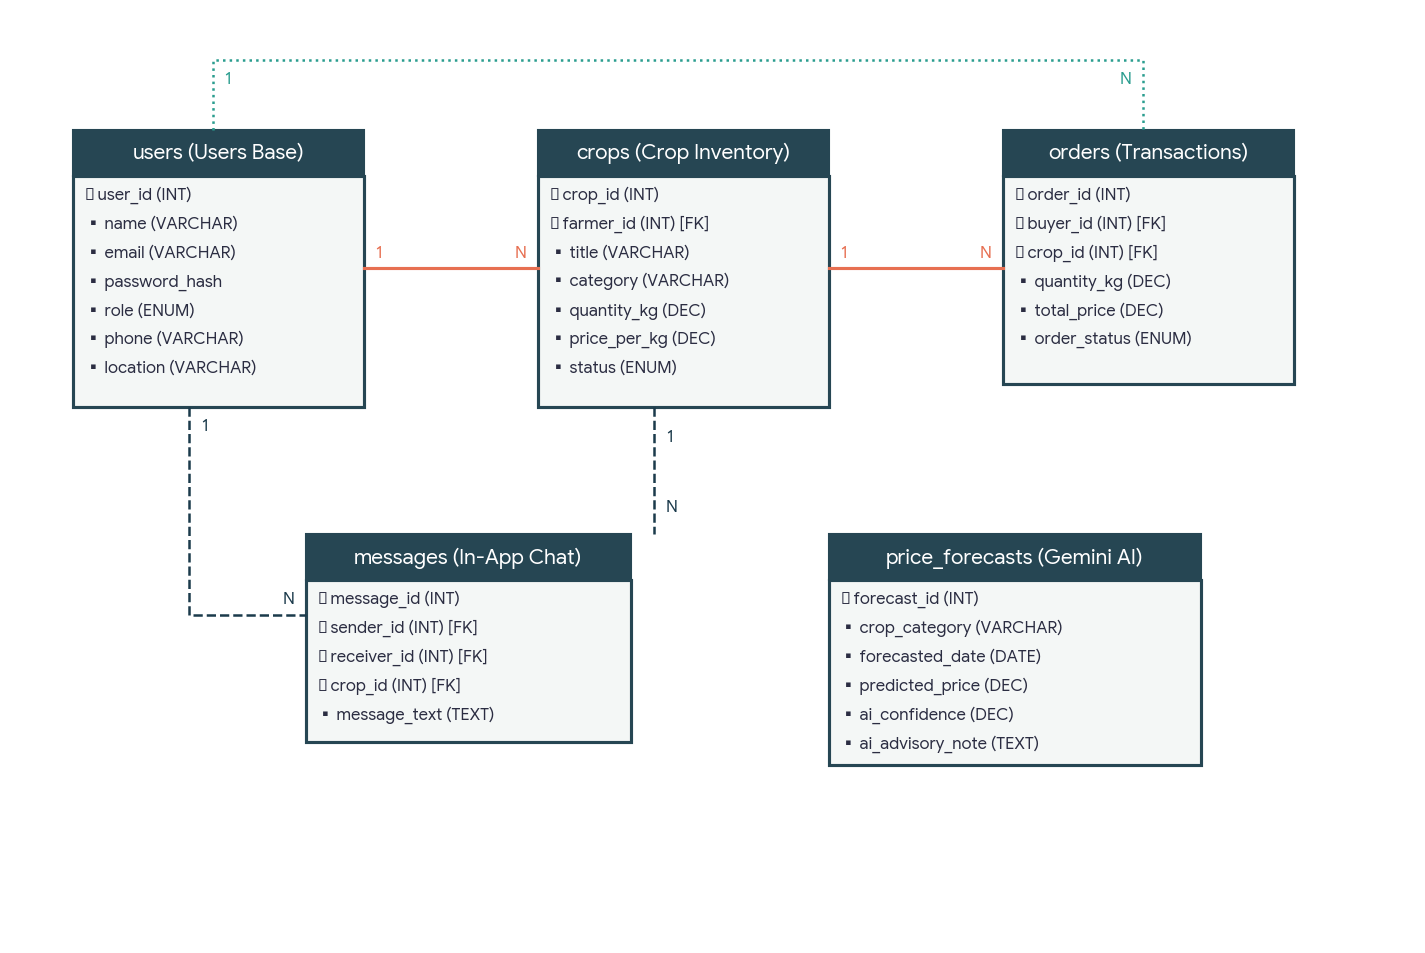 1
N
users (Users Base)
▯ user_id (INT)
▪ name (VARCHAR)
▪ email (VARCHAR)
▪ password_hash
▪ role (ENUM)
▪ phone (VARCHAR)
▪ location (VARCHAR)
1
N
crops (Crop Inventory)
▯ crop_id (INT)
▯ farmer_id (INT) [FK]
▪ title (VARCHAR)
▪ category (VARCHAR)
▪ quantity_kg (DEC)
▪ price_per_kg (DEC)
▪ status (ENUM)
1
N
orders (Transactions)
▯ order_id (INT)
▯ buyer_id (INT) [FK]
▯ crop_id (INT) [FK]
▪ quantity_kg (DEC)
▪ total_price (DEC)
▪ order_status (ENUM)
1
N
1
N
messages (In-App Chat)
▯ message_id (INT)
▯ sender_id (INT) [FK]
▯ receiver_id (INT) [FK]
▯ crop_id (INT) [FK]
▪ message_text (TEXT)
price_forecasts (Gemini AI)
▯ forecast_id (INT)
▪ crop_category (VARCHAR)
▪ forecasted_date (DATE)
▪ predicted_price (DEC)
▪ ai_confidence (DEC)
▪ ai_advisory_note (TEXT)